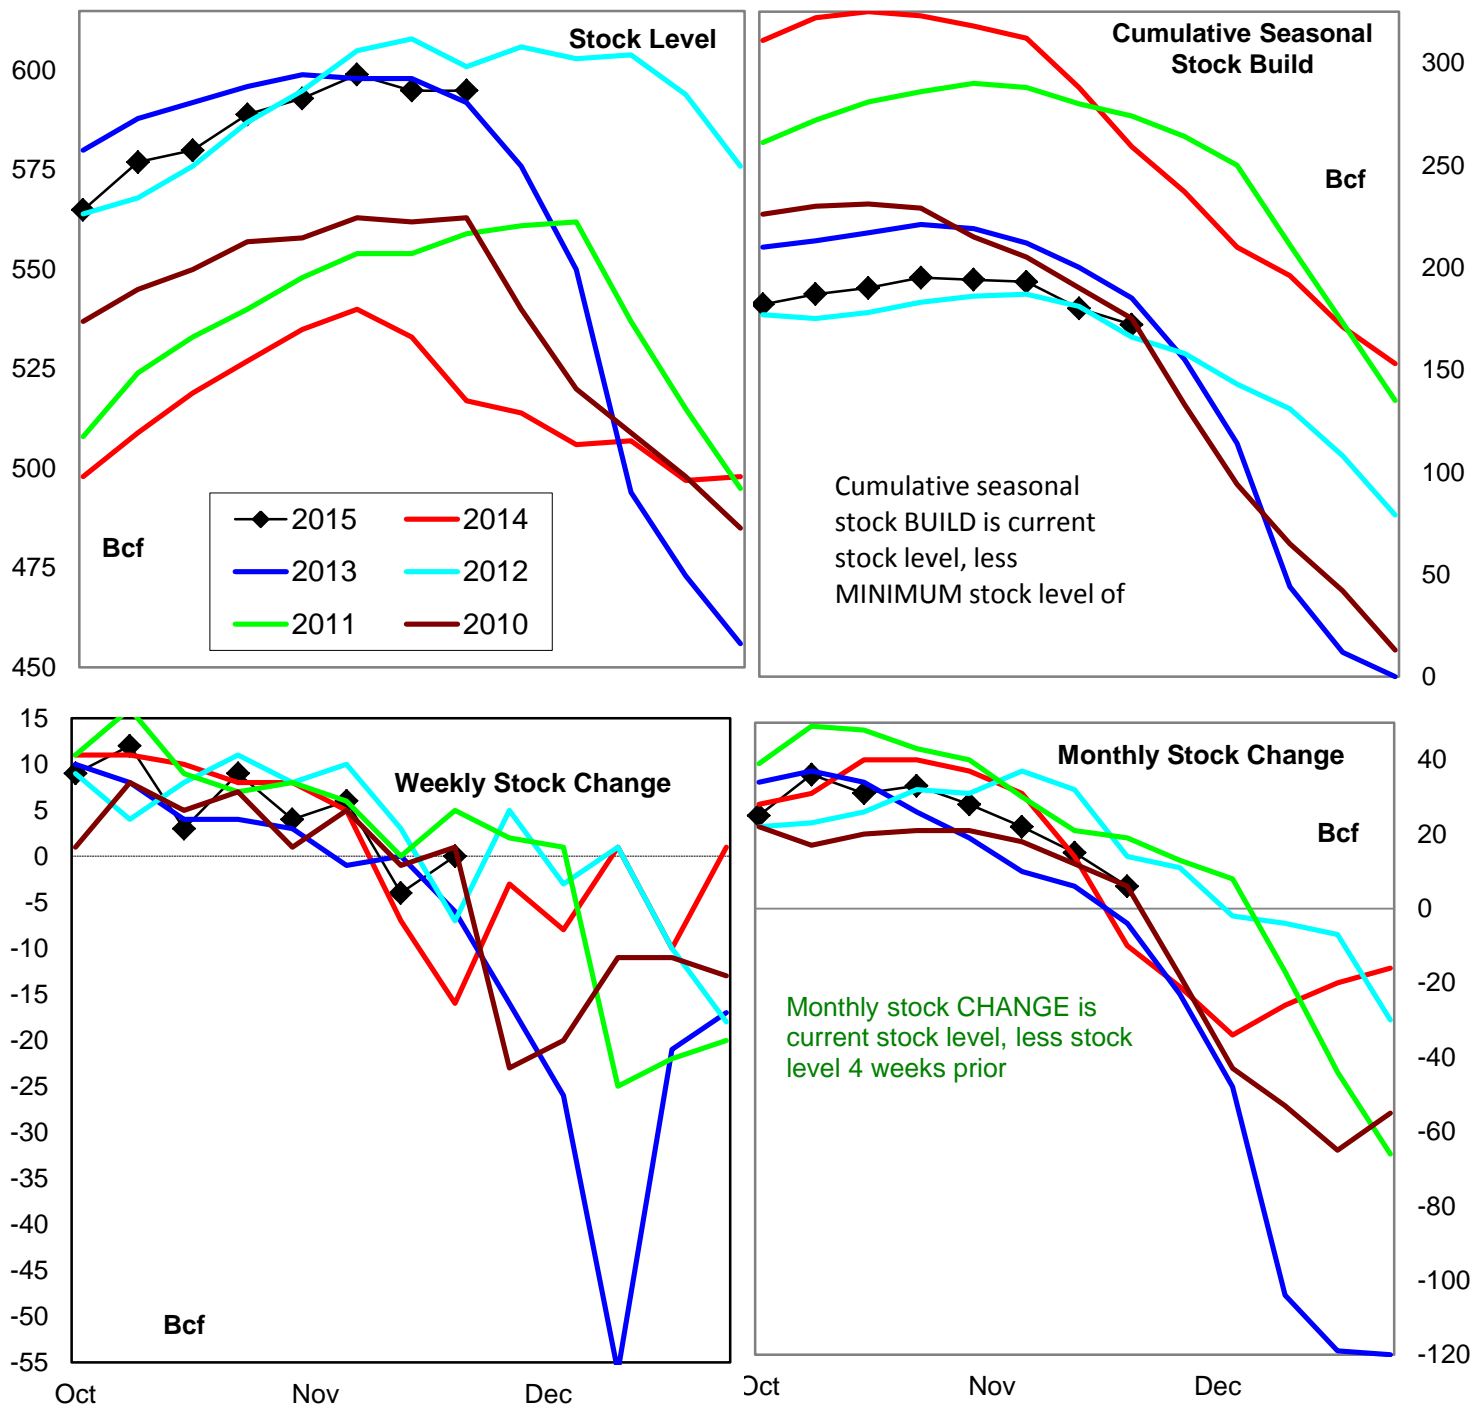 Stock Level
600
575
550
525
500
475
450
Bcf
2015
2014
2013
2012
2011
2010
Cumulative Seasonal
Stock Build
300
250
200
150
100
50
0
Bcf
Cumulative seasonal
stock BUILD is current
stock level, less
MINIMUM stock level of
Weekly Stock Change
15
10
5
0
-5
-10
-15
-20
-25
-30
-35
-40
-45
-50
-55
Bcf
Oct
Nov
Dec
Monthly Stock Change
40
20
0
-20
-40
-60
-80
-100
-120
Bcf
Monthly stock CHANGE is
current stock level, less stock
level 4 weeks prior
Oct
Nov
Dec